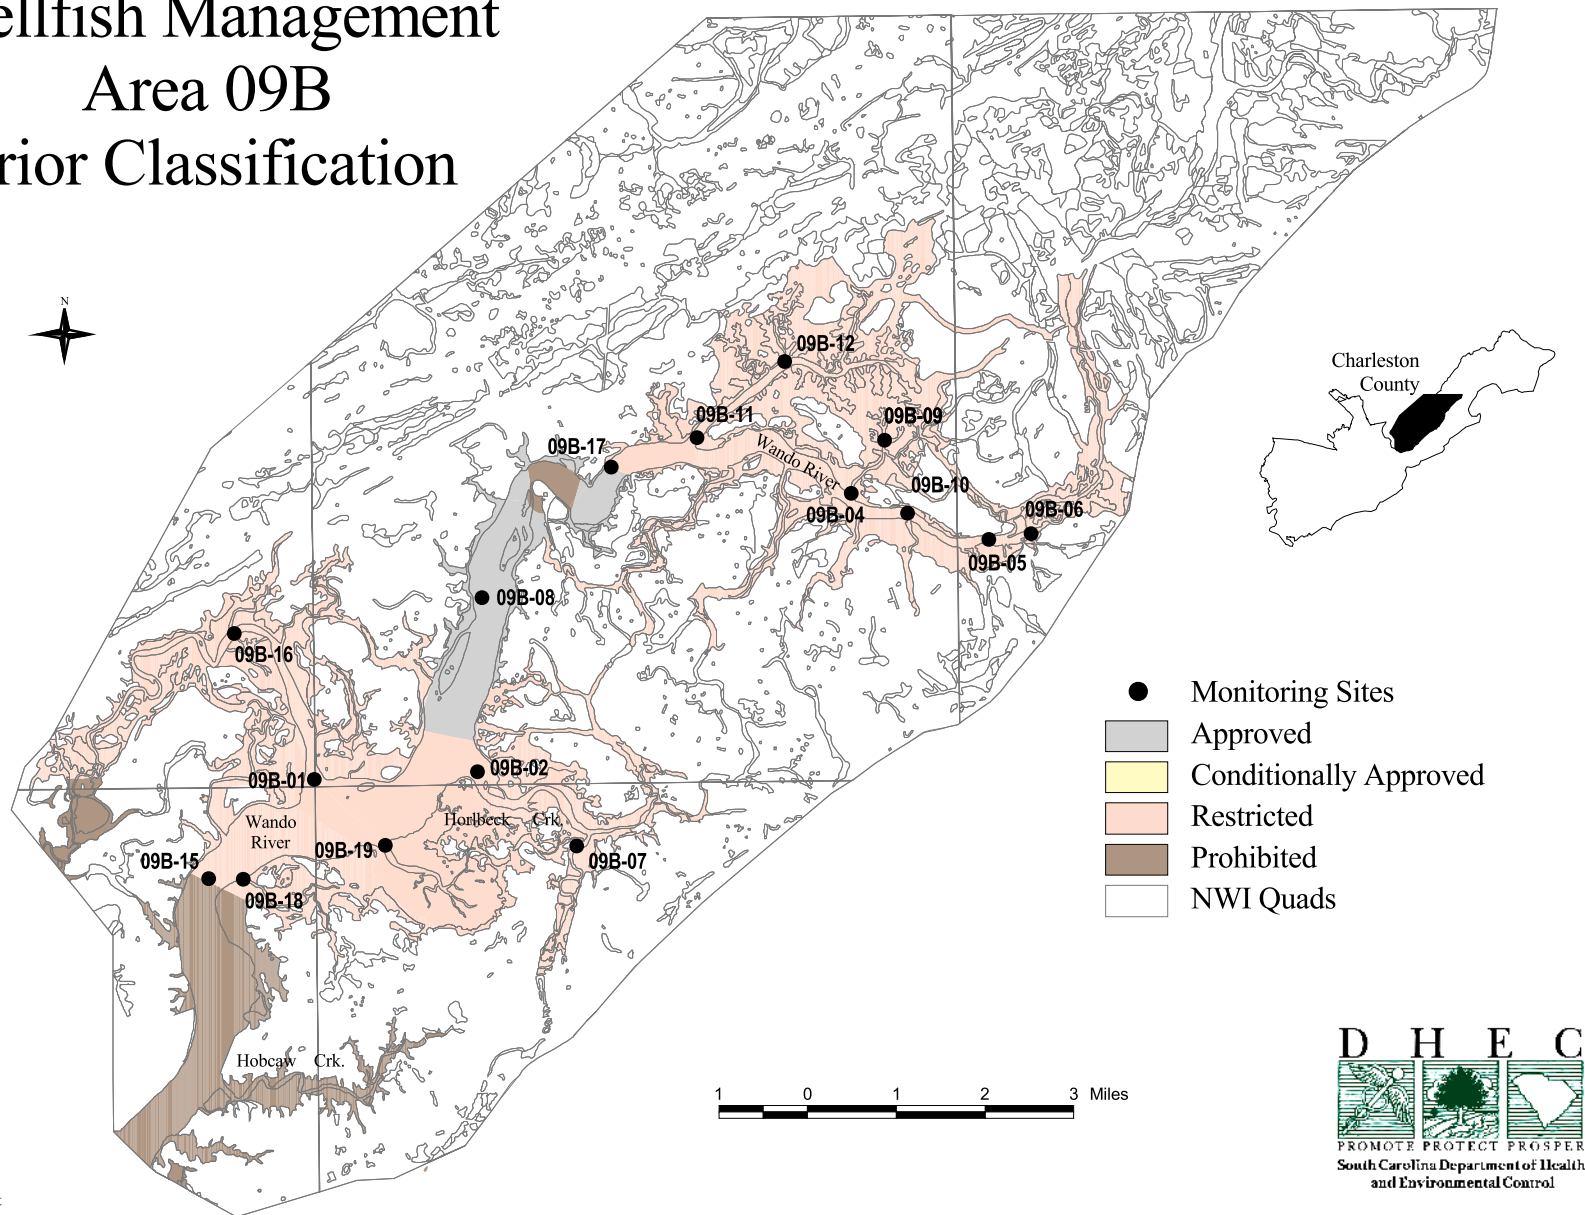 ellfish Management
Area 09B
rior Classification
N
Charleston
County
09B-12
09B-11
09B-09
09B-17
Wando River
09B-10
09B-04
09B-06
09B-05
09B-08
09B-16
09B-01
09B-02
Wando
River
Horlbeck Crk.
09B-19
09B-15
09B-07
09B-18
Hobcaw Crk.
Monitoring Sites
Approved
Conditionally Approved
Restricted
Prohibited
NWI Quads
1 0 1 2 3 Miles
D H E C
PROMOTE PROTECT PROSPER
South Carolina Department of Health
and Environmental Control